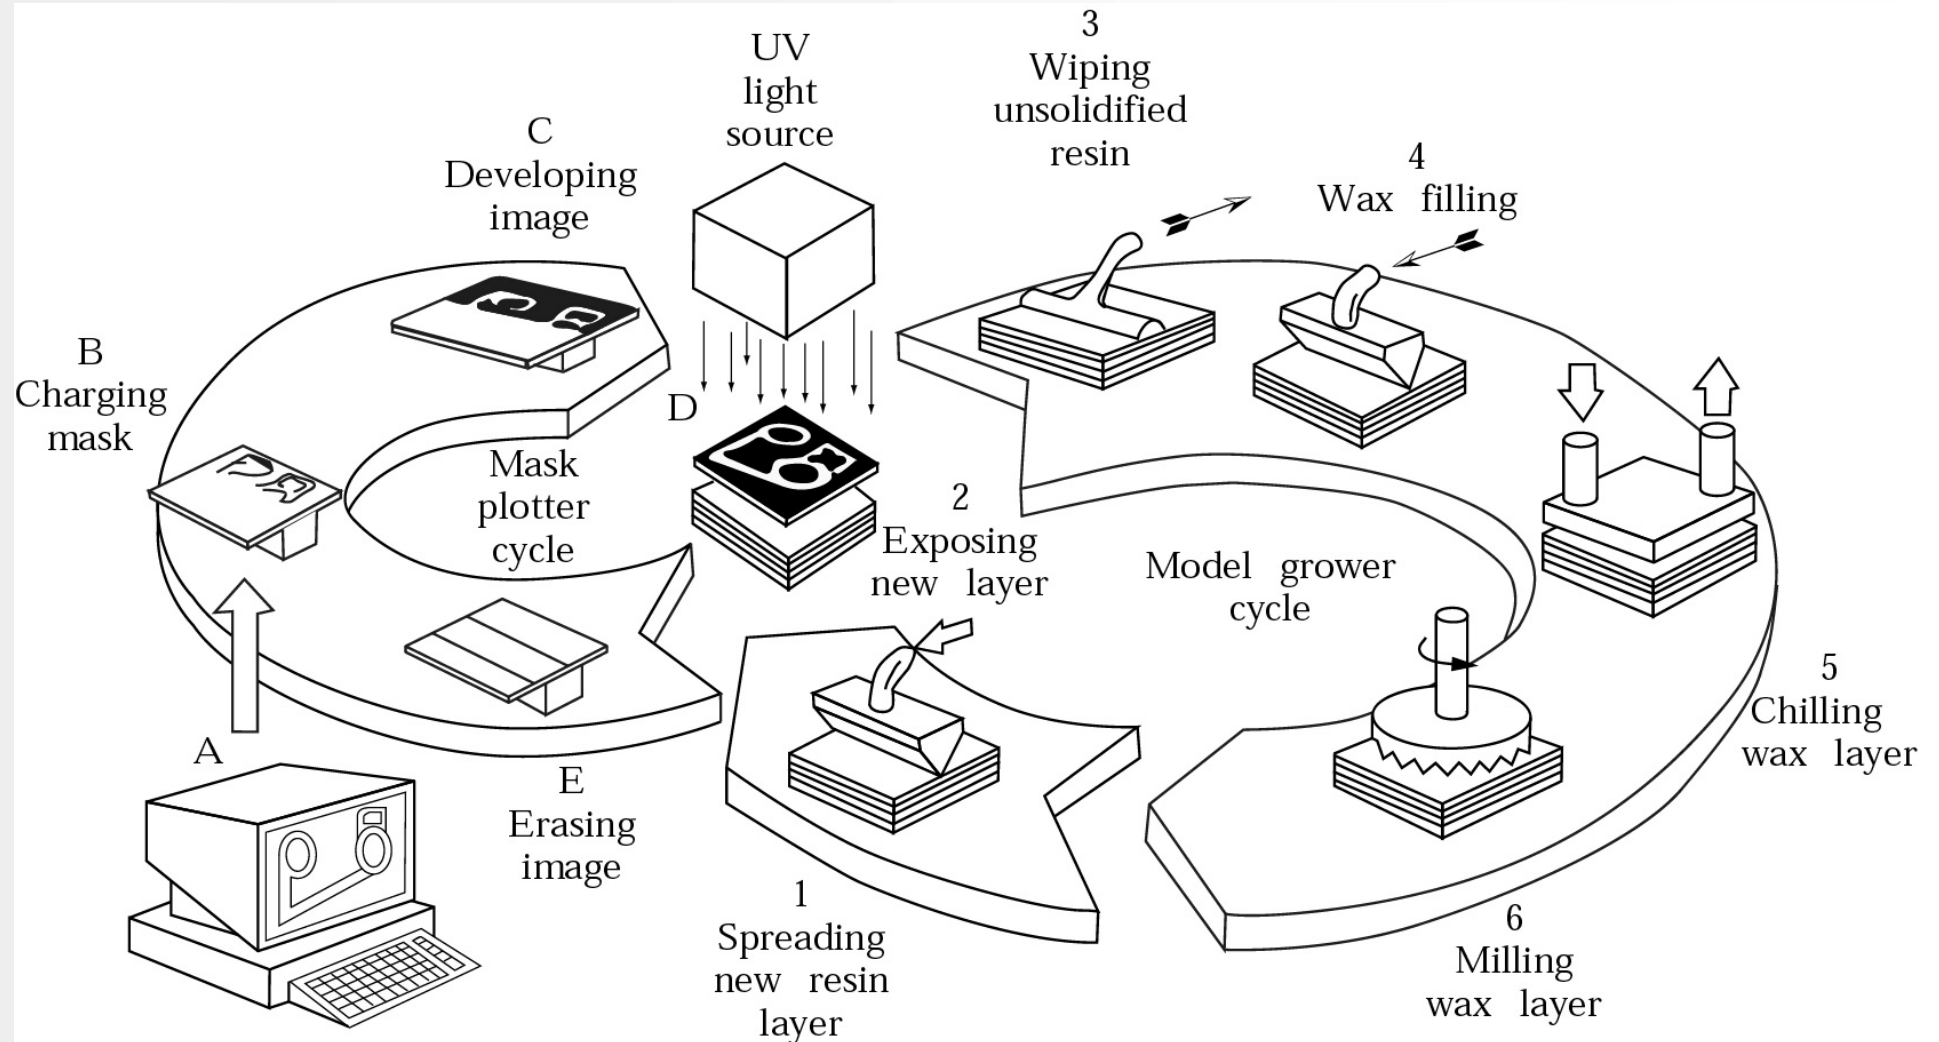 UV
light
source
3
Wiping
unsolidified
resin
C
Developing
image
4
Wax filling
B
Charging
mask
D
Mask
plotter
cycle
2
Exposing
new layer
Model grower
cycle
A
E
Erasing
image
5
Chilling
wax layer
1
Spreading
new resin
layer
6
Milling
wax layer